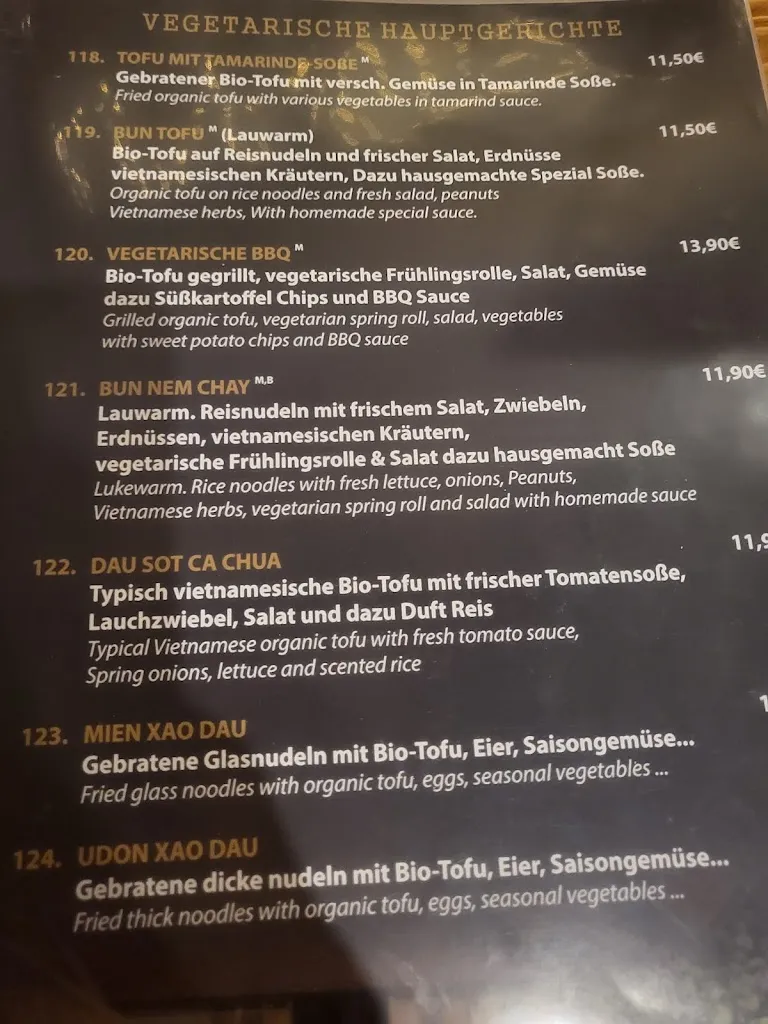 VEGETARISCHE HAUPTGERICHTE
118. TOFU MIT TAMARINDE-SOßE M 11,50€
Gebratener Bio-Tofu mit versch. Gemüse in Tamarinde Soße.
Fried organic tofu with various vegetables in tamarind sauce.
119. BUN TOFU M (Lauwarm) 11,50€
Bio-Tofu auf Reisnudeln und frischer Salat, Erdnüsse
vietnamesischen Kräutern, Dazu hausgemachte Spezial Soße.
Organic tofu on rice noodles and fresh salad, peanuts
Vietnamese herbs, With homemade special sauce.
120. VEGETARISCHE BBQ M 13,90€
Bio-Tofu gegrillt, vegetarische Frühlingsrolle, Salat, Gemüse
dazu Süßkartoffel Chips und BBQ Sauce
Grilled organic tofu, vegetarian spring roll, salad, vegetables
with sweet potato chips and BBQ sauce
121. BUN NEM CHAY M,B 11,90€
Lauwarm. Reisnudeln mit frischem Salat, Zwiebeln,
Erdnüssen, vietnamesischen Kräutern,
vegetarische Frühlingsrolle & Salat dazu hausgemacht Soße
Lukewarm. Rice noodles with fresh lettuce, onions, Peanuts,
Vietnamese herbs, vegetarian spring roll and salad with homemade sauce
122. DAU SOT CA CHUA 11,9
Typisch vietnamesische Bio-Tofu mit frischer Tomatensoße,
Lauchzwiebel, Salat und dazu Duft Reis
Typical Vietnamese organic tofu with fresh tomato sauce,
Spring onions, lettuce and scented rice
123. MIEN XAO DAU 1
Gebratene Glasnudeln mit Bio-Tofu, Eier, Saisongemüse...
Fried glass noodles with organic tofu, eggs, seasonal vegetables ...
124. UDON XAO DAU
Gebratene dicke nudeln mit Bio-Tofu, Eier, Saisongemüse...
Fried thick noodles with organic tofu, eggs, seasonal vegetables ...